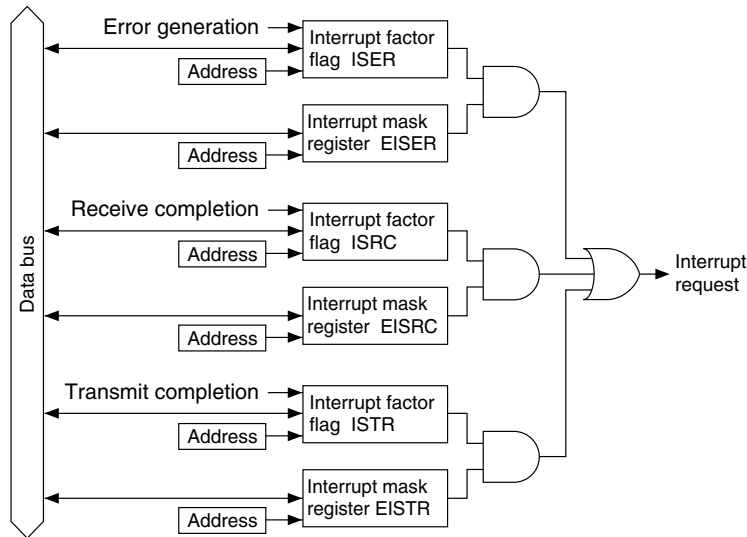 Error generation
Interrupt factor
flag ISER
Address
Interrupt mask
register EISER
Address
Receive completion
Interrupt factor
flag ISRC
Address
Data bus
Interrupt
request
Interrupt mask
register EISRC
Address
Transmit completion
Interrupt factor
flag ISTR
Address
Interrupt mask
register EISTR
Address